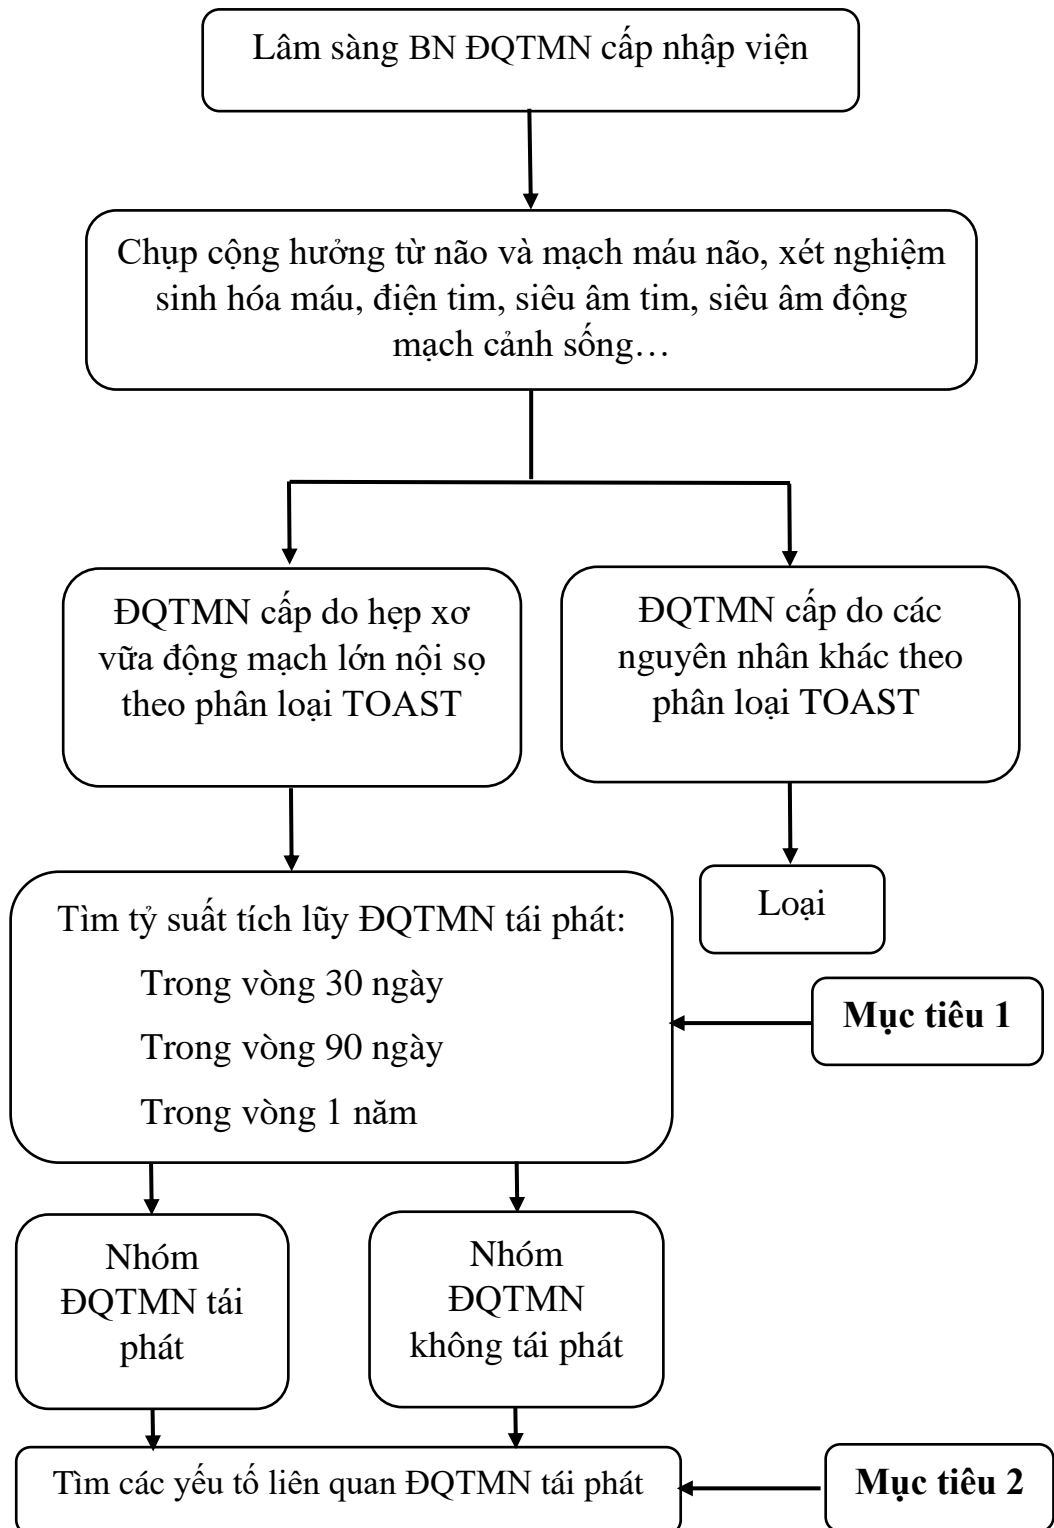 Lâm sàng BN ĐQTMN cấp nhập viện
Chụp cộng hưởng từ não và mạch máu não, xét nghiệm
sinh hóa máu, điện tim, siêu âm tim, siêu âm động
mạch cảnh sống…
ĐQTMN cấp do hẹp xơ
vữa động mạch lớn nội sọ
theo phân loại TOAST
ĐQTMN cấp do các
nguyên nhân khác theo
phân loại TOAST
Loại
Tìm tỷ suất tích lũy ĐQTMN tái phát:
Trong vòng 30 ngày
Trong vòng 90 ngày
Trong vòng 1 năm
Mục tiêu 1
Nhóm
ĐQTMN tái
phát
Nhóm
ĐQTMN
không tái phát
Tìm các yếu tố liên quan ĐQTMN tái phát
Mục tiêu 2